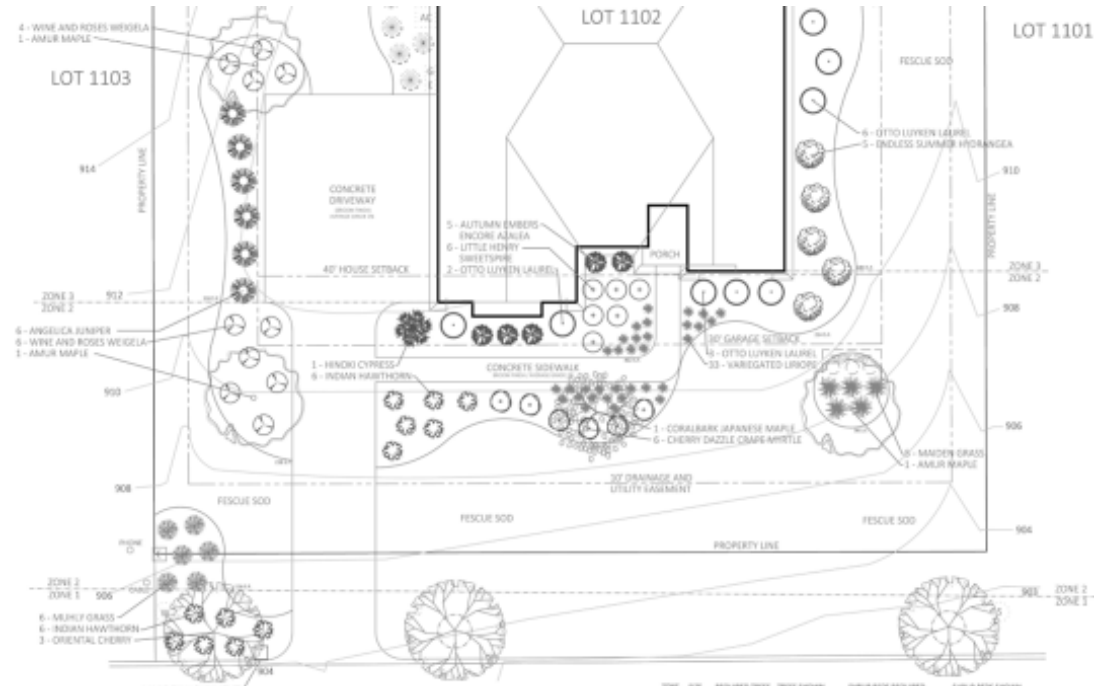 LOT 1102
LOT 1101
LOT 1103
4 - WINE AND ROSES WEIGELA
1 - AMUR MAPLE
FESCUE SOD
6 - OTTO LUYKEN LAUREL
5 - ENDLESS SUMMER HYDRANGEA
914
910
PROPERTY LINE
PROPERTY LINE
CONCRETE
DRIVEWAY
5 - AUTUMN EMBERS
ENCORE AZALEA
6 - LITTLE HENRY
SWEETSPIRE
2 - OTTO LUYKEN LAUREL
PORCH
40' HOUSE SETBACK
ZONE 3
ZONE 2
912
ZONE 3
ZONE 2
908
6 - ANGELICA JUNIPER
6 - WINE AND ROSES WEIGELA
1 - AMUR MAPLE
30' GARAGE SETBACK
3 - OTTO LUYKEN LAUREL
33 - VARIEGATED LIRIOPE
1 - HINOKI CYPRESS
6 - INDIAN HAWTHORN
CONCRETE SIDEWALK
910
906
1 - CORALBARK JAPANESE MAPLE
6 - CHERRY DAZZLE CRAPE MYRTLE
- MAIDEN GRASS
1 - AMUR MAPLE
908
10' DRAINAGE AND
UTILITY EASEMENT
FESCUE SOD
FESCUE SOD
FESCUE SOD
904
PHONE
PROPERTY LINE
ZONE 2
ZONE 1
906
CABLE
ZONE 2
ZONE 1
6 - MUHLY GRASS
6 - INDIAN HAWTHORN
3 - ORIENTAL CHERRY
904